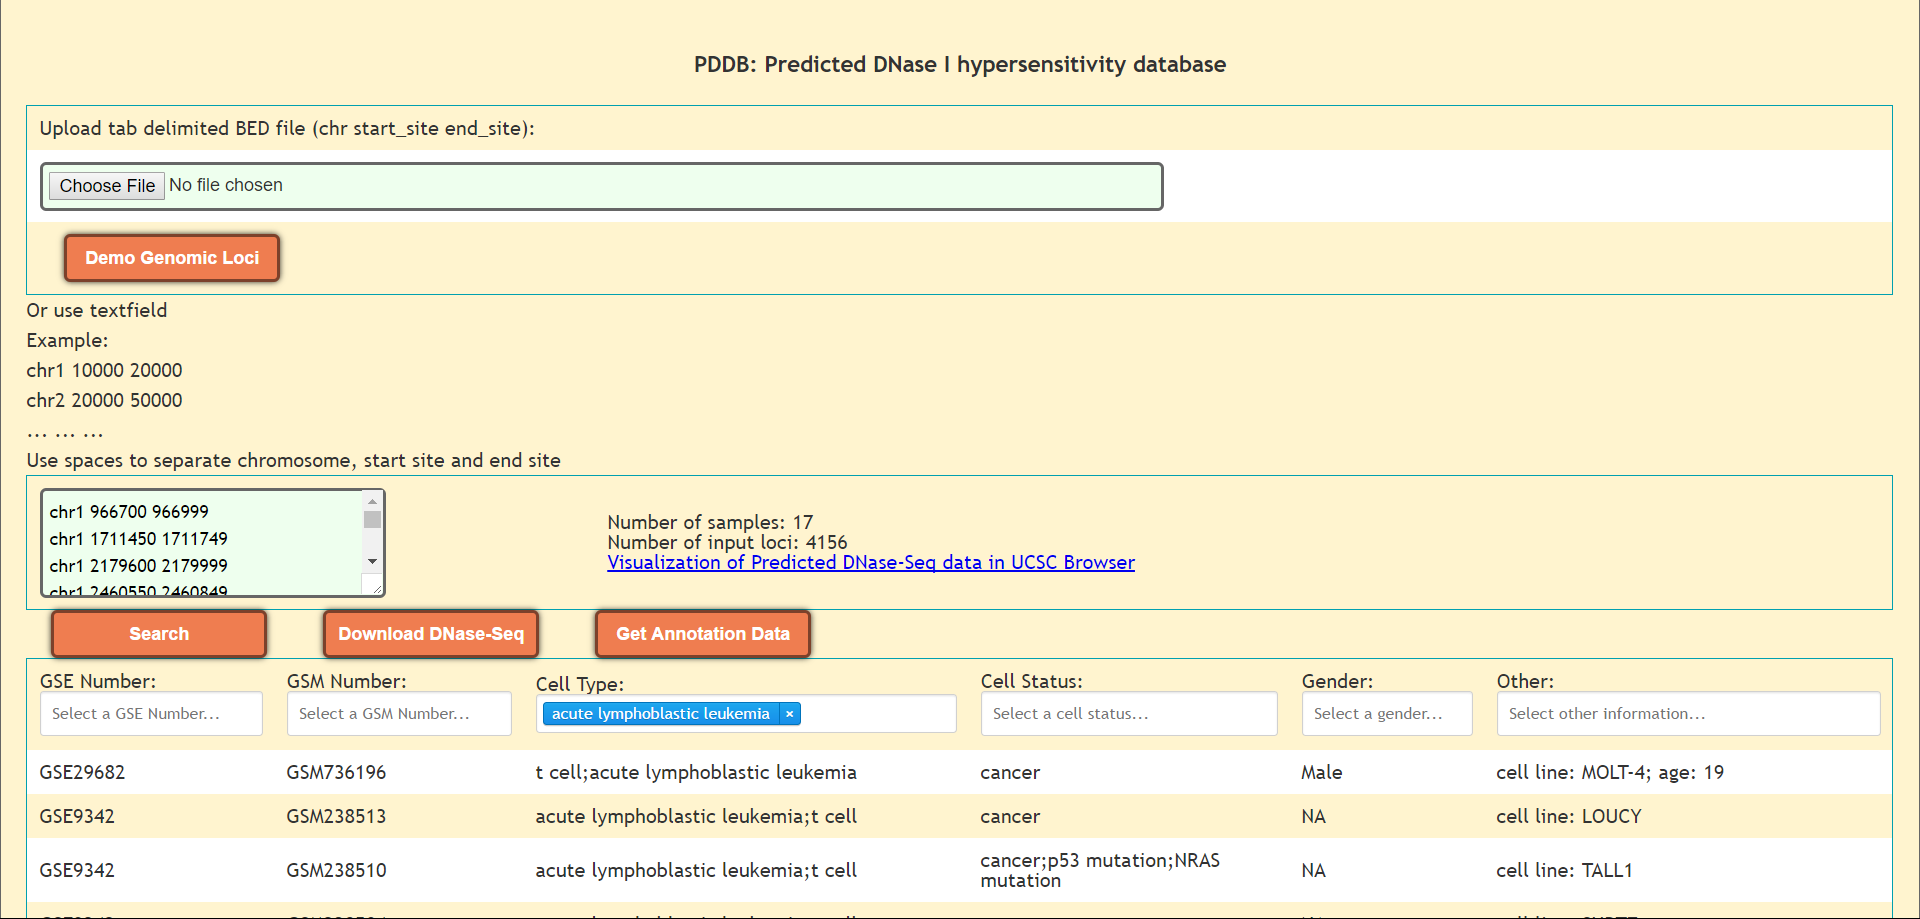 PDDB: Predicted DNase I hypersensitivity database
Upload tab delimited BED file (chr start_site end_site):
Choose File No file chosen
Demo Genomic Loci
Or use textfield
Example:
chr1 10000 20000
chr2 20000 50000
... ... ...
Use spaces to separate chromosome, start site and end site
chr1 966700 966999
chr1 1711450 1711749
chr1 2179600 2179999
chr1 2460550 2460849
Number of samples: 17
Number of input loci: 4156
Visualization of Predicted DNase-Seq data in UCSC Browser
Search Download DNase-Seq Get Annotation Data
GSE Number: GSM Number: Cell Type: Cell Status: Gender: Other:
Select a GSE Number... Select a GSM Number... acute lymphoblastic leukemia × Select a cell status... Select a gender... Select other information...
GSE29682 GSM736196 t cell;acute lymphoblastic leukemia cancer Male cell line: MOLT-4; age: 19
GSE9342 GSM238513 acute lymphoblastic leukemia;t cell cancer NA cell line: LOUCY
GSE9342 GSM238510 acute lymphoblastic leukemia;t cell cancer;p53 mutation;NRAS mutation NA cell line: TALL1